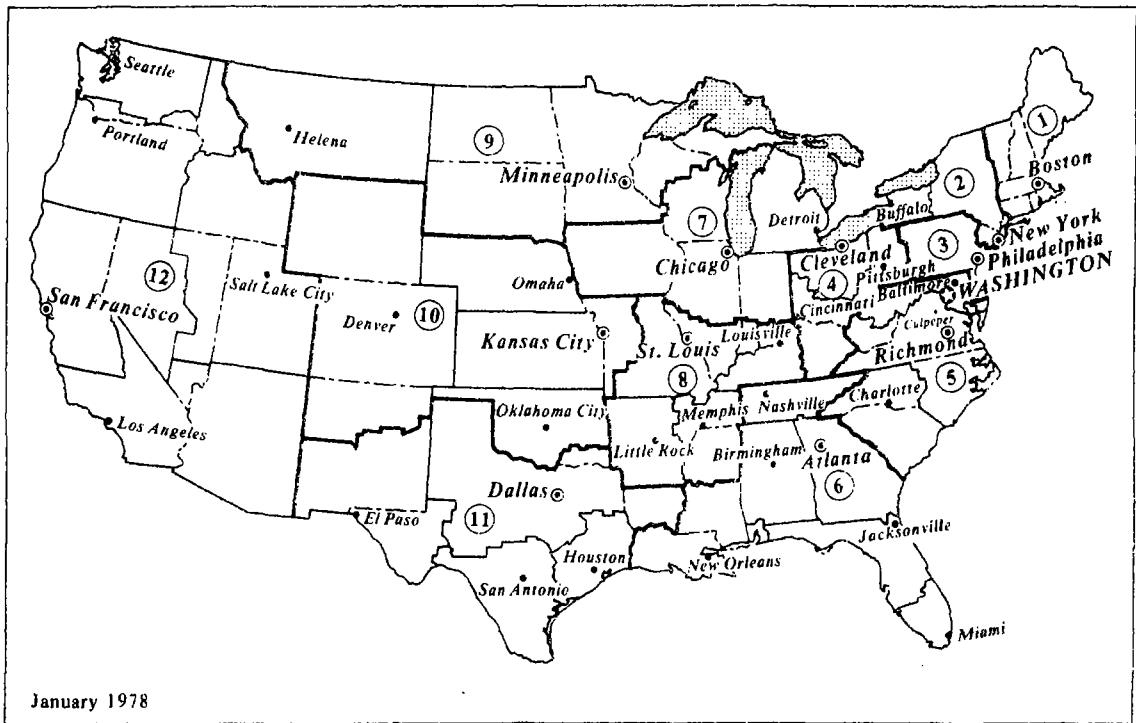 Seattle
Portland
Helena
9
Minneapolis
1
Boston
2
Buffalo
Detroit
7
Chicago
Cleveland
3
New York
Philadelphia
Pittsburgh
4
Cincinnati
Baltimore
WASHINGTON
12
San Francisco
Salt Lake City
Omaha
Denver
10
Kansas City
St. Louis
Louisville
Culpeper
Richmond
8
5
Los Angeles
Oklahoma City
Memphis
Nashville
Charlotte
Little Rock
Birmingham
Atlanta
6
Dallas
El Paso
11
Jacksonville
Houston
New Orleans
San Antonio
Miami
January 1978